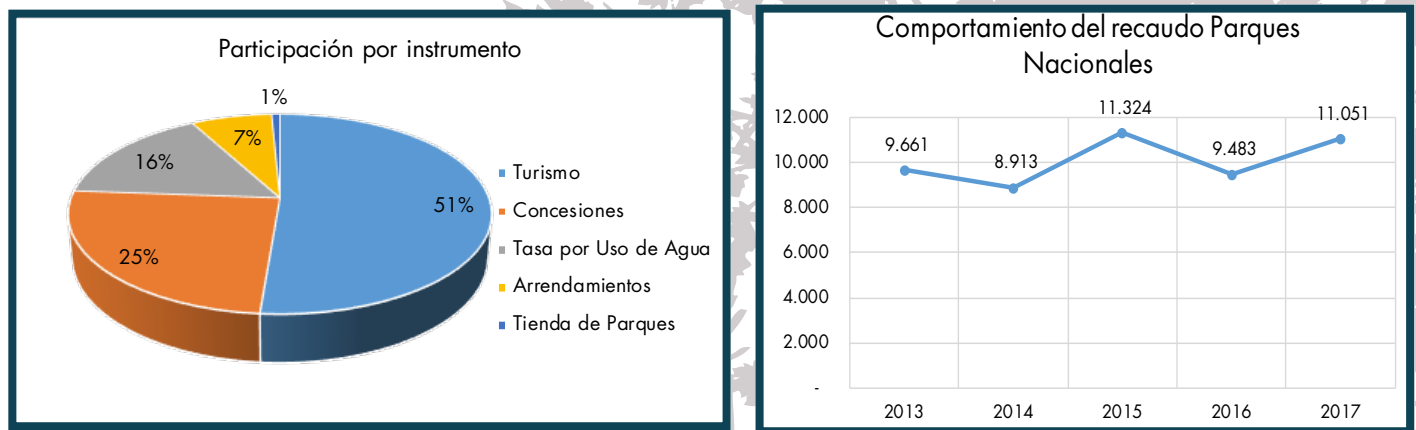 Participación por instrumento
1%
7%
16%
51%
25%
Turismo
Concesiones
Tasa por Uso de Agua
Arrendamientos
Tienda de Parques
Comportamiento del recaudo Parques
Nacionales
12.000
10.000
8.000
6.000
4.000
2.000
-
9.661
8.913
11.324
9.483
11.051
2013 2014 2015 2016 2017